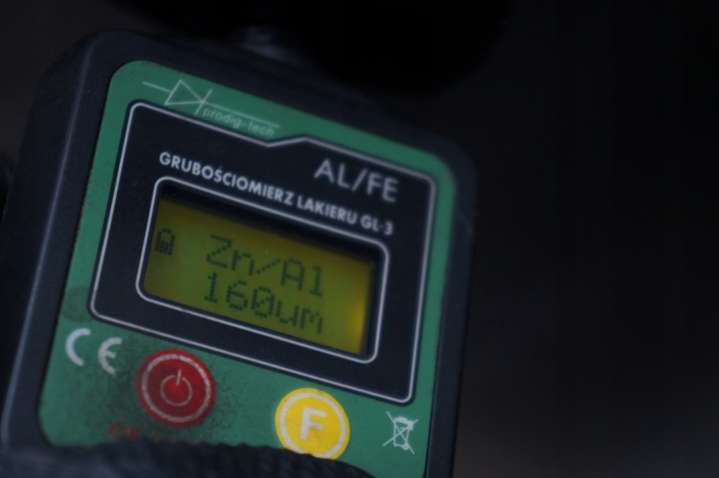 prodig-tech
AL/FE
GRUBOŚCIOMIERZ LAKIERU GL-3
Zn/Al
160um
CE
F